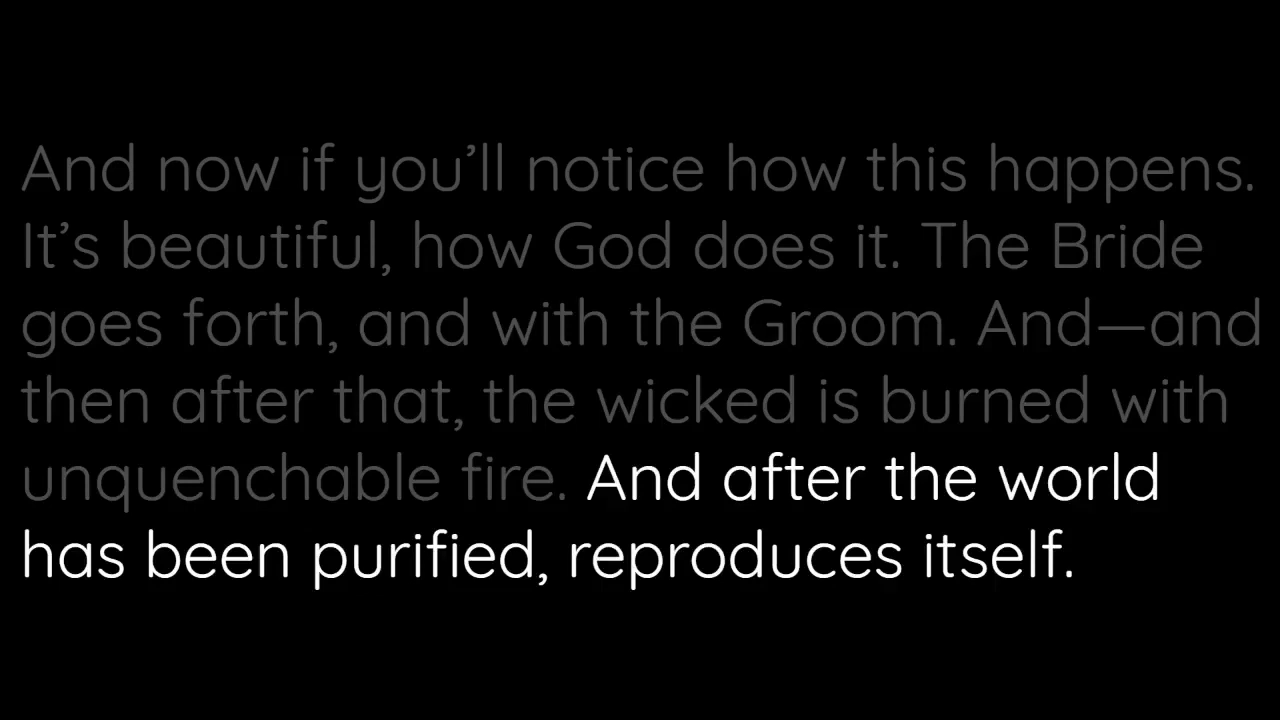 And now if you’ll notice how this happens.
It’s beautiful, how God does it. The Bride
goes forth, and with the Groom. And—and
then after that, the wicked is burned with
unquenchable fire. And after the world
has been purified, reproduces itself.